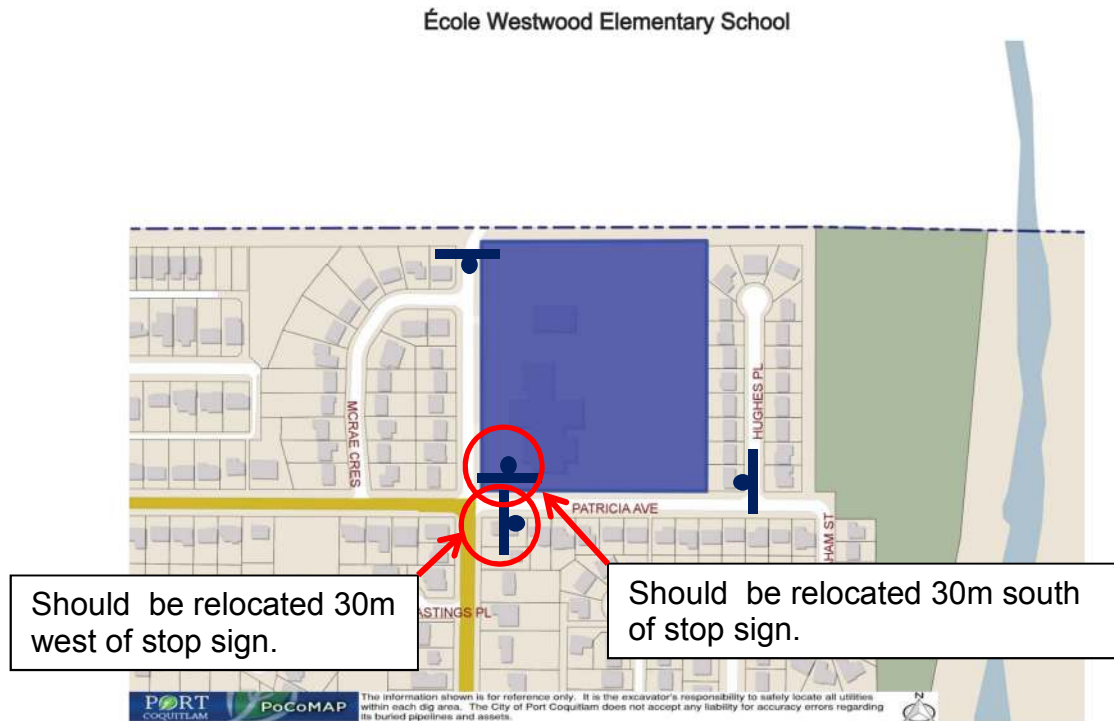 École Westwood Elementary School
MCRAE CRES
HUGHES PL
PATRICIA AVE
HAM ST
ASTINGS PL
Should be relocated 30m
west of stop sign.
Should be relocated 30m south
of stop sign.
PORT
COQUITLAM
PoCoMAP
The information shown is for reference only. It is the excavator's responsibility to safely locate all utilities
within each dig area. The City of Port Coquitlam does not accept any liability for accuracy errors regarding
its buried pipelines and assets.
N